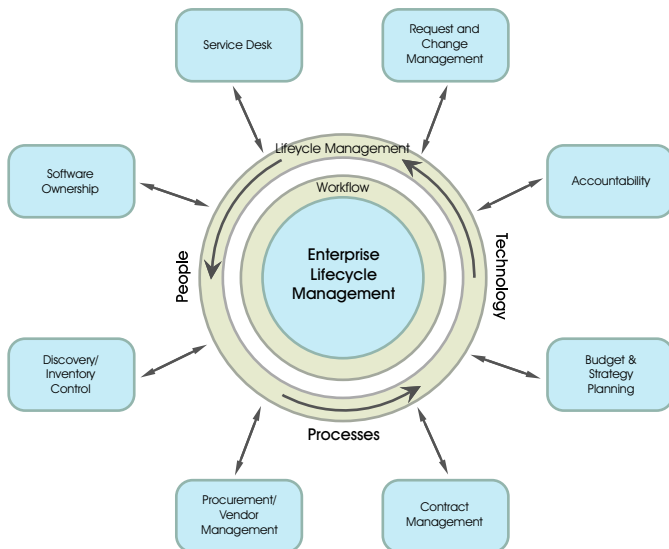 Service Desk
Request and
Change
Management
Lifeycle Management
Workflow
Software
Ownership
Accountability
Enterprise
Lifecycle
Management
People
Technology
Discovery/
Inventory
Control
Budget &
Strategy
Planning
Processes
Procurement/
Vendor
Management
Contract
Management